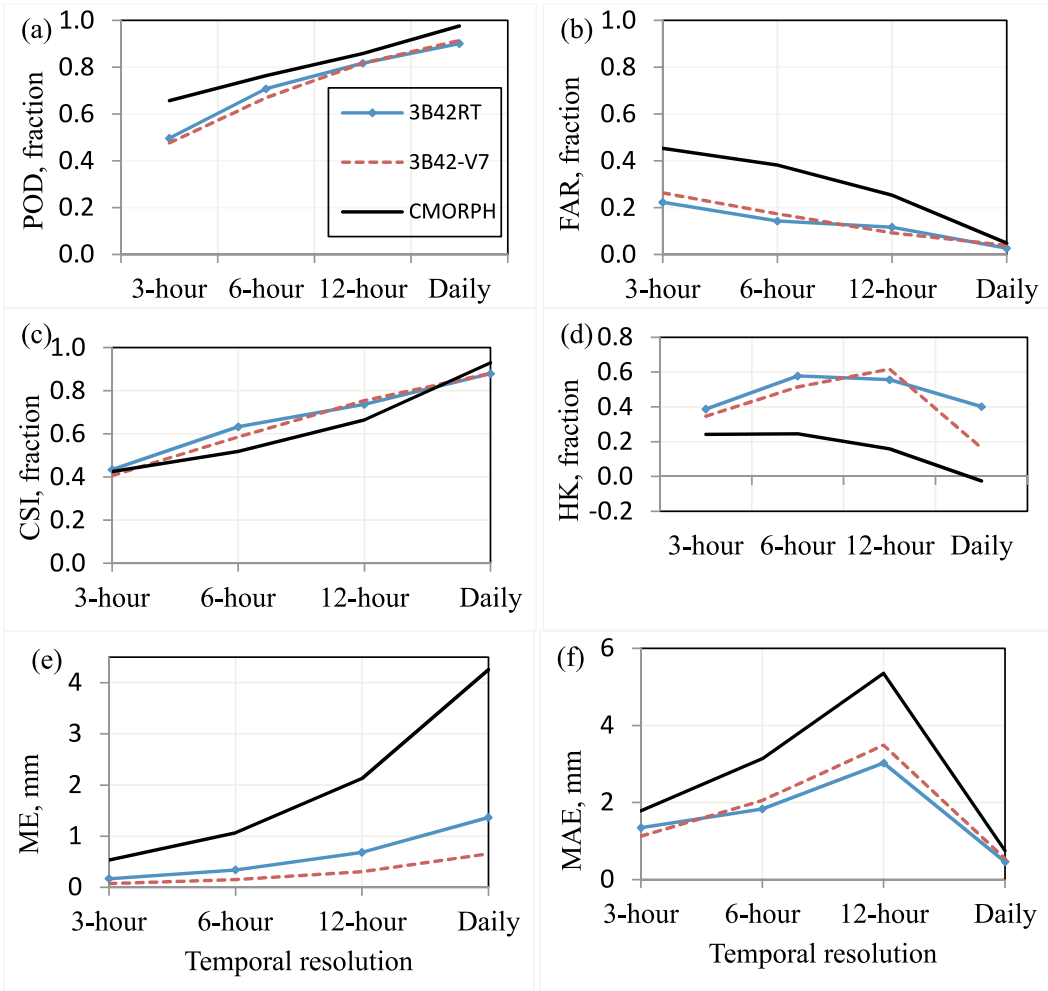 (a)
POD, fraction
1.0
0.8
0.6
0.4
0.2
0.0
3B42RT
3B42-V7
CMORPH
3-hour 6-hour 12-hour Daily
(b)
FAR, fraction
1.0
0.8
0.6
0.4
0.2
0.0
3-hour 6-hour 12-hour Daily
(c)
CSI, fraction
1.0
0.8
0.6
0.4
0.2
0.0
3-hour 6-hour 12-hour Daily
(d)
HK, fraction
0.8
0.6
0.4
0.2
0.0
-0.2
3-hour 6-hour 12-hour Daily
(e)
ME, mm
4
3
2
1
0
3-hour 6-hour 12-hour Daily
Temporal resolution
(f)
MAE, mm
6
4
2
0
3-hour 6-hour 12-hour Daily
Temporal resolution